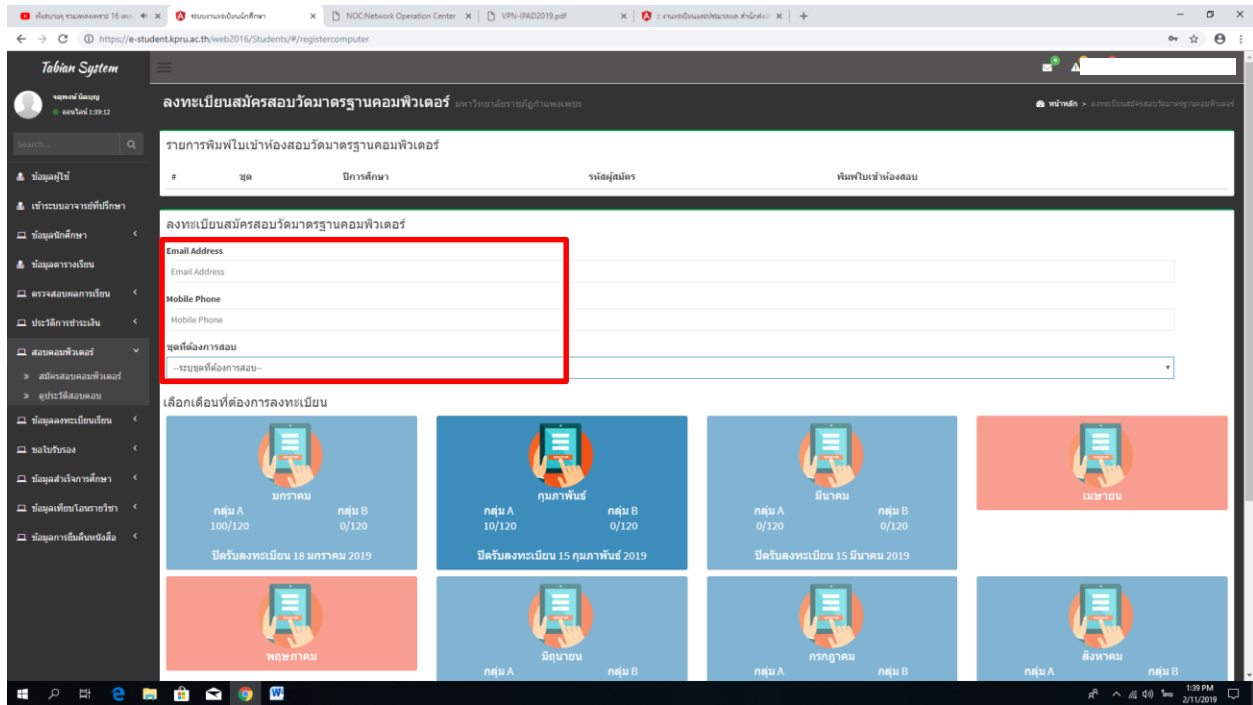 ฟังสบายๆ รวมเพลงเพราะ 16 เพลง
ระบบงานทะเบียนนักศึกษา
NOC:Network Operation Center
VPN-IPAD2019.pdf
https://e-student.kpru.ac.th/web2016/Students/#/registercomputer
Tabian System
4
ออนไลน์ 1:39:12
ลงทะเบียนสมัครสอบวัดมาตรฐานคอมพิวเตอร์ มหาวิทยาลัยราชภัฏกำแพงเพชร
หน้าหลัก > ลงทะเบียนสมัครสอบวัดมาตรฐานคอมพิวเตอร์
Search...
ข้อมูลผู้ใช้
เข้าระบบอาจารย์ที่ปรึกษา
ข้อมูลนักศึกษา
ข้อมูลตารางเรียน
ตรวจสอบผลการเรียน
ประวัติการชำระเงิน
สอบคอมพิวเตอร์
» สมัครสอบคอมพิวเตอร์
» ดูประวัติสอบคอม
ข้อมูลลงทะเบียนเรียน
ขอใบรับรอง
ข้อมูลสำเร็จการศึกษา
ข้อมูลเทียบโอนรายวิชา
ข้อมูลการยืมคืนหนังสือ
รายการพิมพ์ใบเข้าห้องสอบวัดมาตรฐานคอมพิวเตอร์
# ชุด ปีการศึกษา รหัสผู้สมัคร พิมพ์ใบเข้าห้องสอบ
ลงทะเบียนสมัครสอบวัดมาตรฐานคอมพิวเตอร์
Email Address
Email Address
Mobile Phone
Mobile Phone
ชุดที่ต้องการสอบ
--ระบุชุดที่ต้องการสอบ--
เลือกเดือนที่ต้องการลงทะเบียน
มกราคม
กลุ่ม A กลุ่ม B
100/120 0/120
ปิดรับลงทะเบียน 18 มกราคม 2019
กุมภาพันธ์
กลุ่ม A กลุ่ม B
10/120 0/120
ปิดรับลงทะเบียน 15 กุมภาพันธ์ 2019
มีนาคม
กลุ่ม A กลุ่ม B
0/120 0/120
ปิดรับลงทะเบียน 15 มีนาคม 2019
เมษายน
พฤษภาคม
มิถุนายน
กลุ่ม A กลุ่ม B
กรกฎาคม
กลุ่ม A กลุ่ม B
สิงหาคม
กลุ่ม A กลุ่ม B
ไทย
1:39 PM
2/11/2019